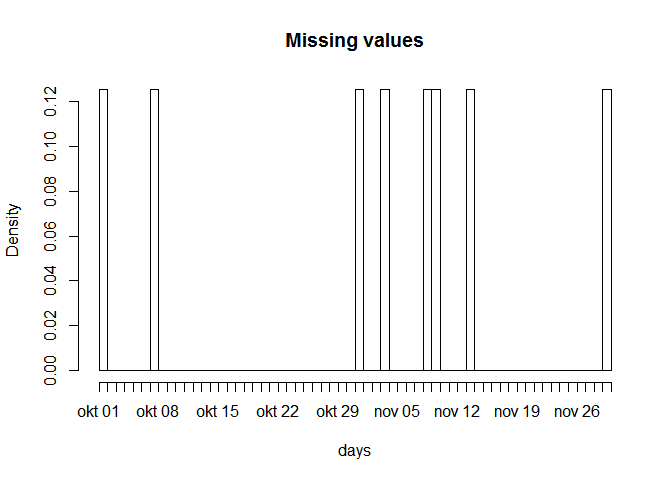 Missing values
Density
0.12
0.10
0.08
0.06
0.04
0.02
0.00
okt 01 okt 08 okt 15 okt 22 okt 29 nov 05 nov 12 nov 19 nov 26
days